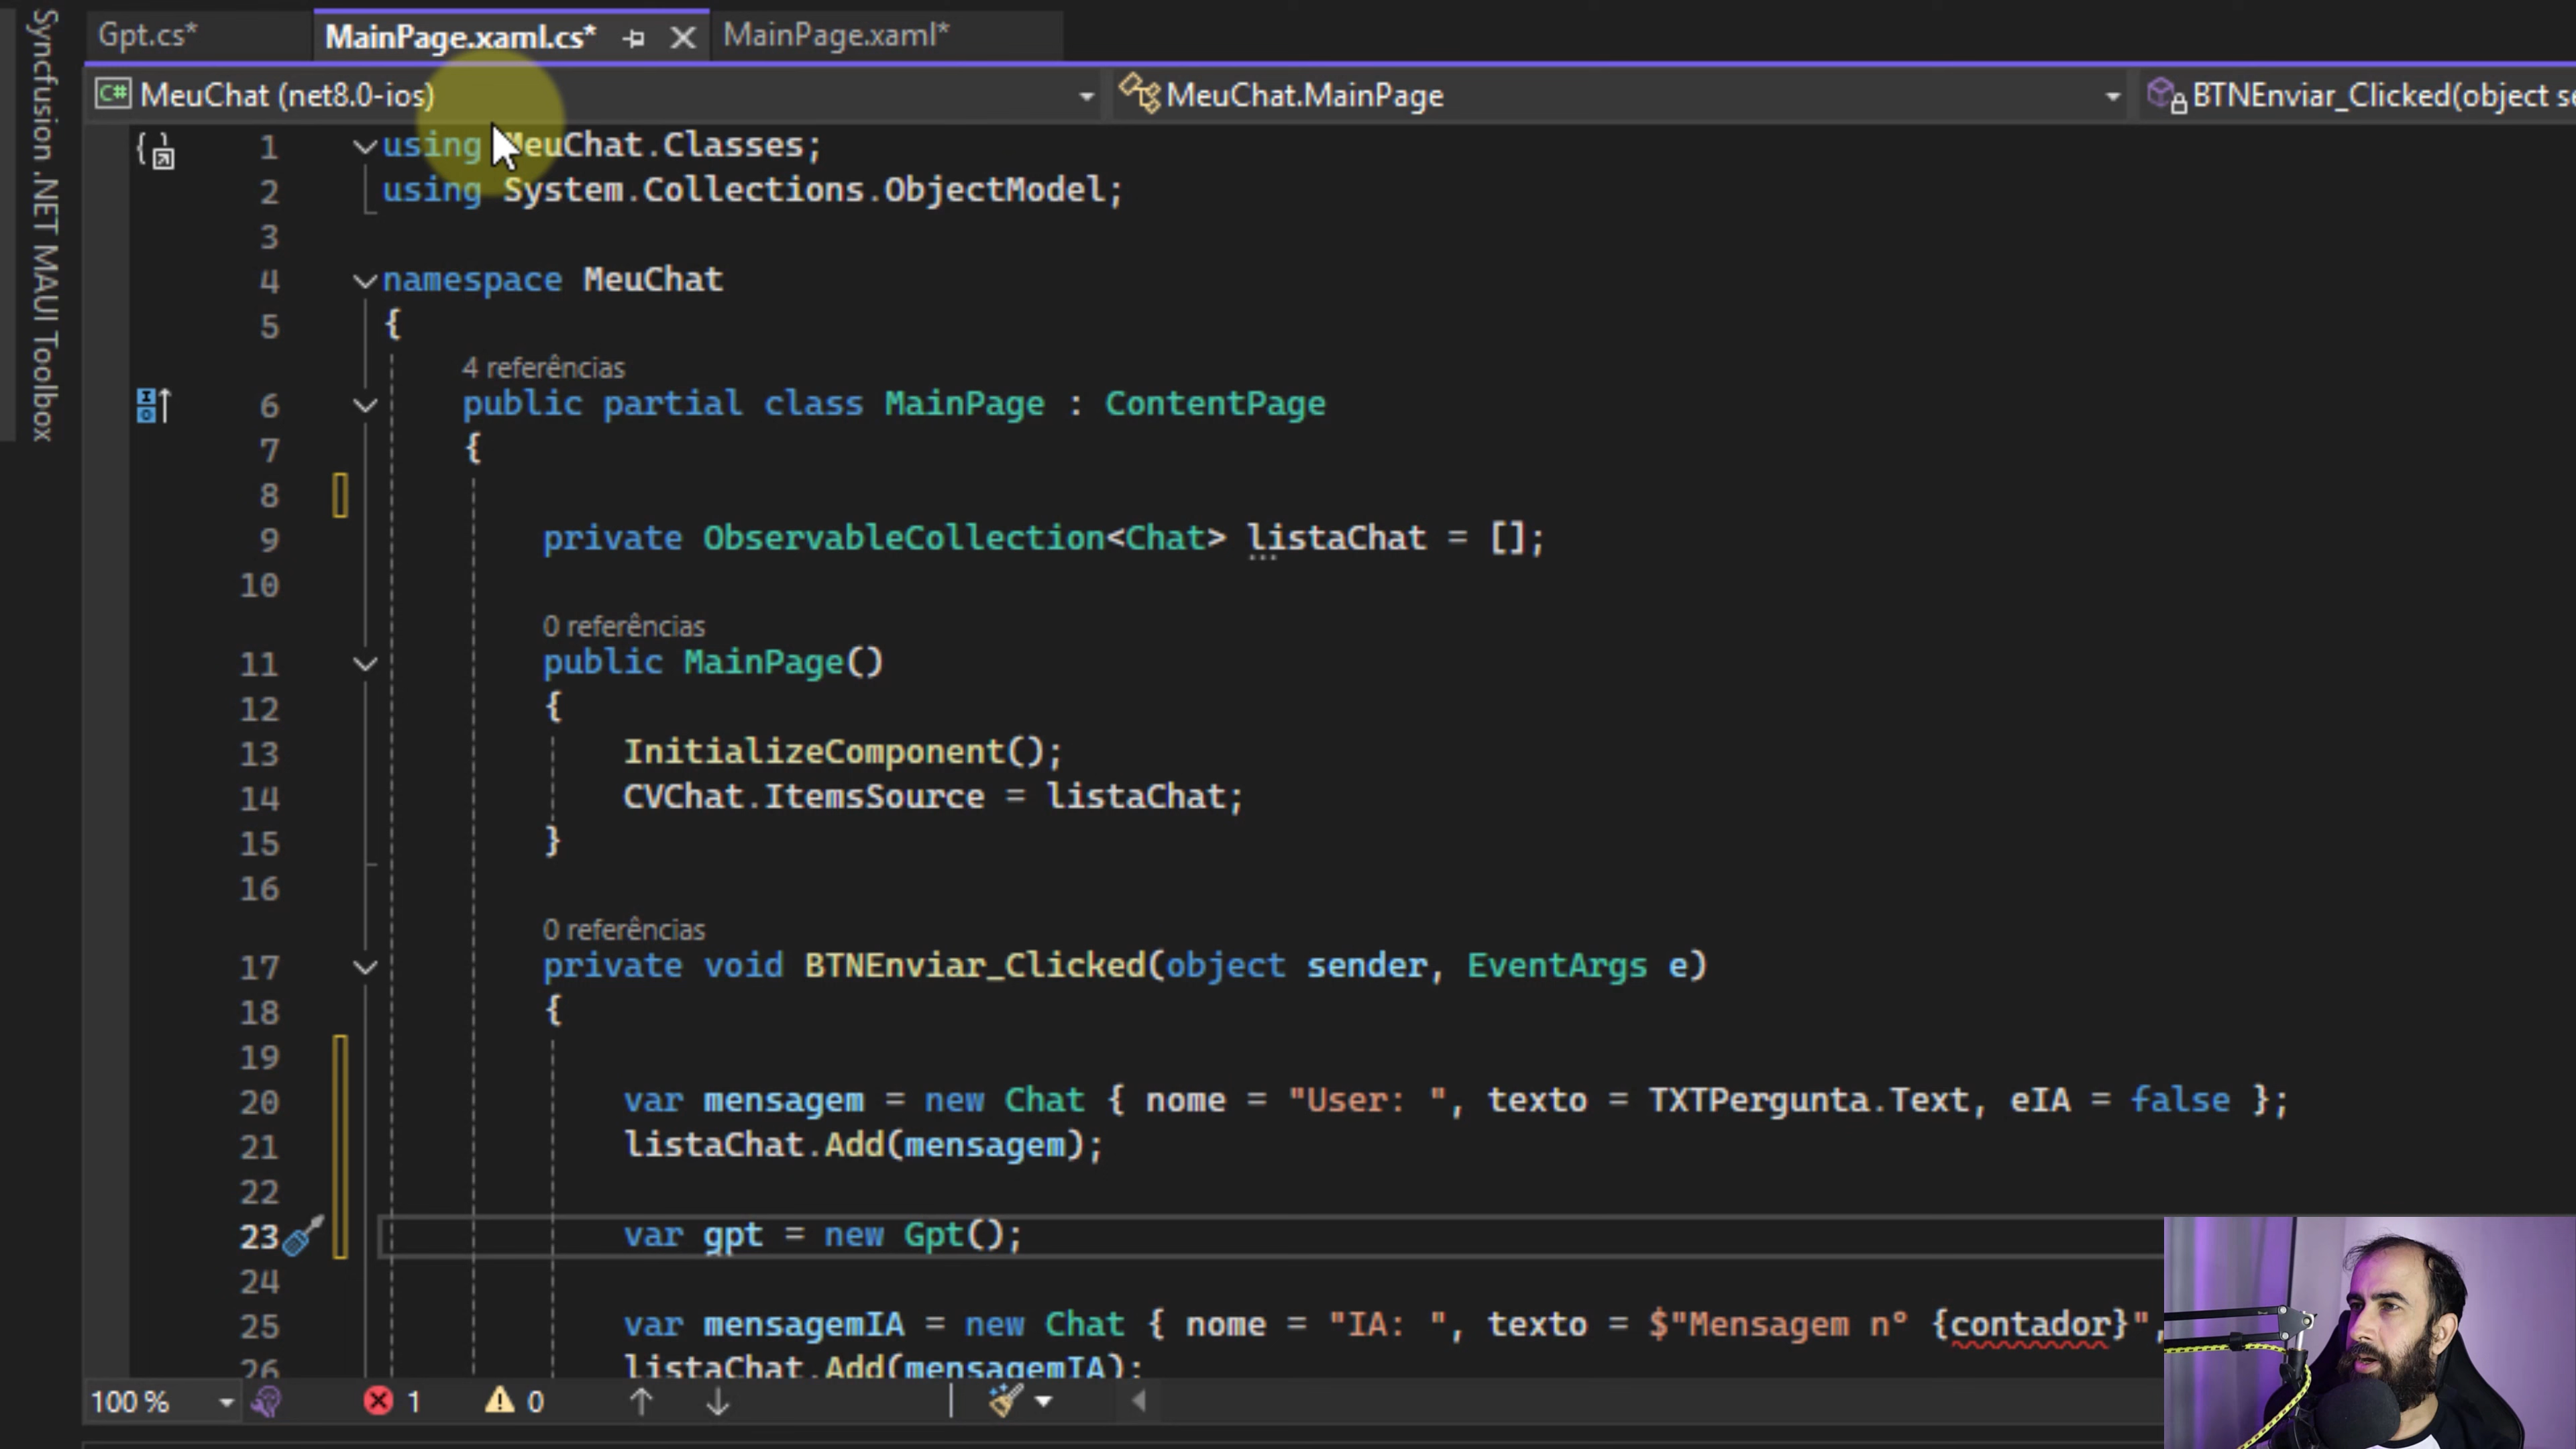 Syncfusion .NET MAUI Toolbox
Gpt.cs*
MainPage.xaml.cs*
MainPage.xaml*
C# MeuChat (net8.0-ios)
MeuChat.MainPage
BTNEnviar_Clicked(object se
1 using MeuChat.Classes;
2 using System.Collections.ObjectModel;
3
4 namespace MeuChat
5 {
4 referências
6 public partial class MainPage : ContentPage
7 {
8
9 private ObservableCollection<Chat> listaChat = [];
10
0 referências
11 public MainPage()
12 {
13 InitializeComponent();
14 CVChat.ItemsSource = listaChat;
15 }
16
0 referências
17 private void BTNEnviar_Clicked(object sender, EventArgs e)
18 {
19
20 var mensagem = new Chat { nome = "User: ", texto = TXTPergunta.Text, eIA = false };
21 listaChat.Add(mensagem);
22
23 var gpt = new Gpt();
24
25 var mensagemIA = new Chat { nome = "IA: ", texto = $"Mensagem n° {contador}",
26 listaChat.Add(mensagemIA);
100 %
1
0